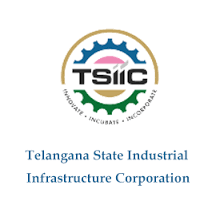 TSiiC
INNOVATE • INCUBATE • INCORPORATE
Telangana State Industrial
Infrastructure Corporation